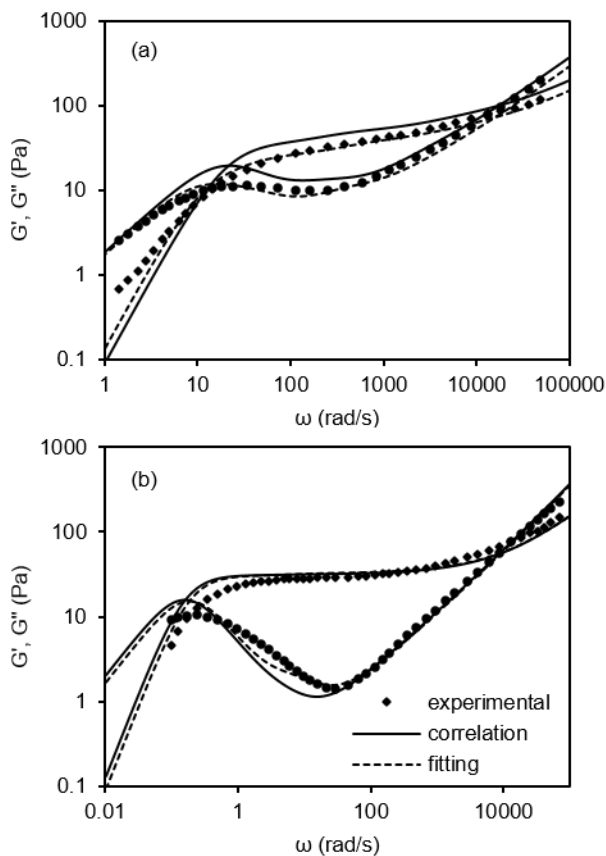 (a)
1000
100
10
1
0.1
G', G" (Pa)
1 10 100 1000 10000 100000
ω (rad/s)
(b)
1000
100
10
1
0.1
G', G" (Pa)
experimental
correlation
fitting
0.01 1 100 10000
ω (rad/s)